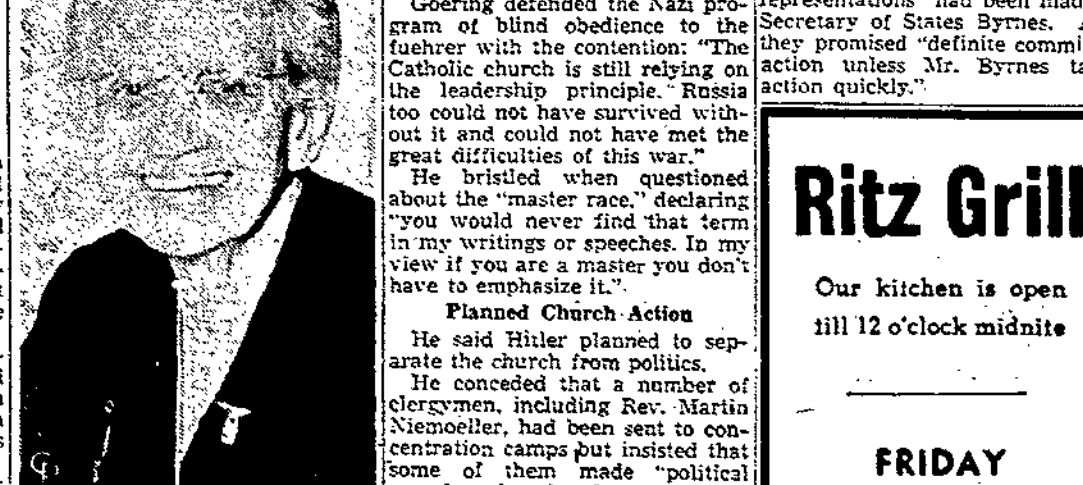 Goering defended the Nazi pro-
gram of blind obedience to the
fuehrer with the contention: "The
Catholic church is still relying on
the leadership principle. Russia
too could not have survived with-
out it and could not have met the
great difficulties of this war."
He bristled when questioned
about the "master race," declaring
"you would never find that term
in my writings or speeches. In my
view if you are a master you don't
have to emphasize it."
Planned Church Action
He said Hitler planned to sep-
arate the church from politics.
He conceded that a number of
clergymen, including Rev. Martin
Niemoeller, had been sent to con-
centration camps but insisted that
some of them made "political
representations had been made
Secretary of States Byrnes.
they promised "definite commi
action unless Mr. Byrnes ta
action quickly."
Ritz Grill
Our kitchen is open
till 12 o'clock midnite
FRIDAY
CP